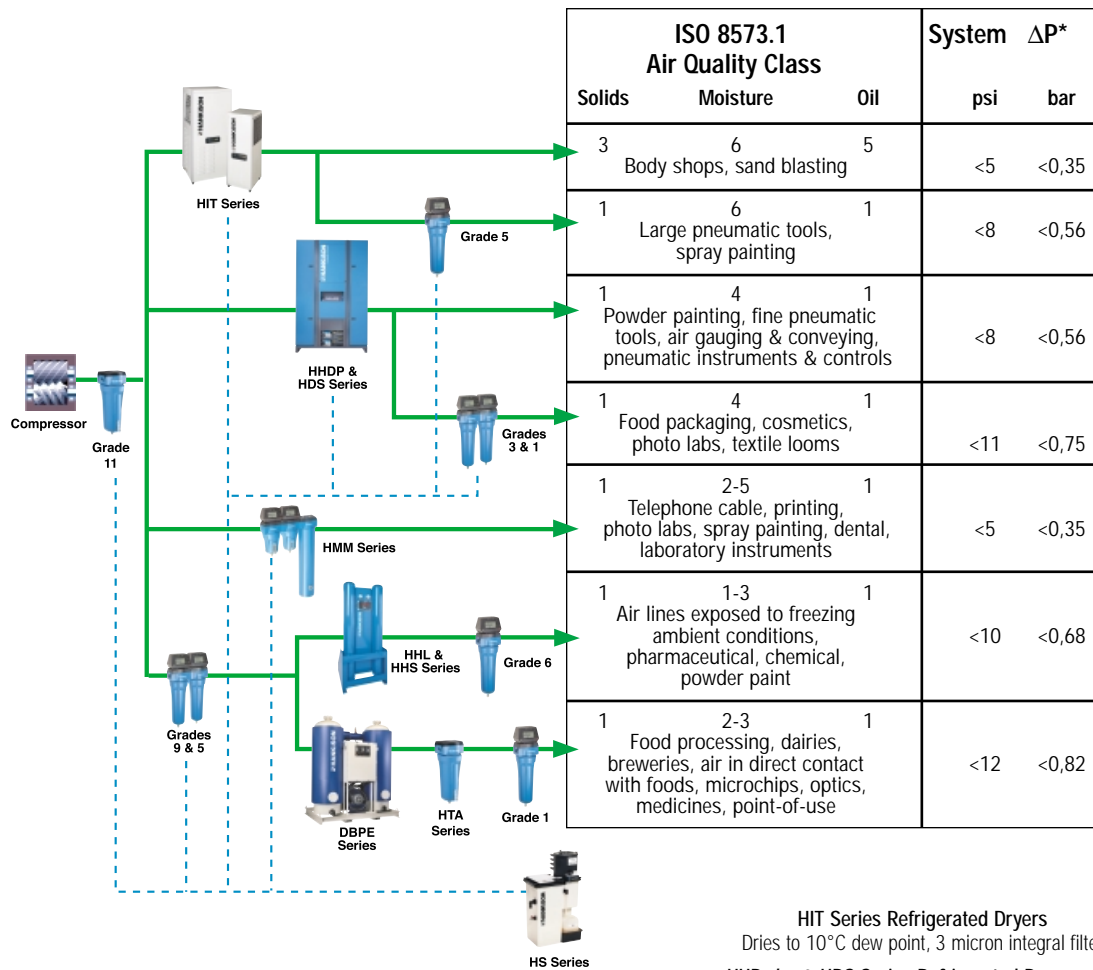 ISO 8573.1
Air Quality Class
System ΔP*
Solids Moisture Oil psi bar
3 6 5
Body shops, sand blasting
<5 <0,35
1 6 1
Large pneumatic tools,
spray painting
<8 <0,56
1 4 1
Powder painting, fine pneumatic
tools, air gauging & conveying,
pneumatic instruments & controls
<8 <0,56
1 4 1
Food packaging, cosmetics,
photo labs, textile looms
<11 <0,75
1 2-5 1
Telephone cable, printing,
photo labs, spray painting, dental,
laboratory instruments
<5 <0,35
1 1-3 1
Air lines exposed to freezing
ambient conditions,
pharmaceutical, chemical,
powder paint
<10 <0,68
1 2-3 1
Food processing, dairies,
breweries, air in direct contact
with foods, microchips, optics,
medicines, point-of-use
<12 <0,82
HIT Series
Grade 5
HHDP &
HDS Series
Compressor
Grade
11
Grades
3 & 1
HMM Series
HHL &
HHS Series
Grade 6
Grades
9 & 5
DBPE
Series
HTA
Series
Grade 1
HS Series
HIT Series Refrigerated Dryers
Dries to 10°C dew point, 3 micron integral filte